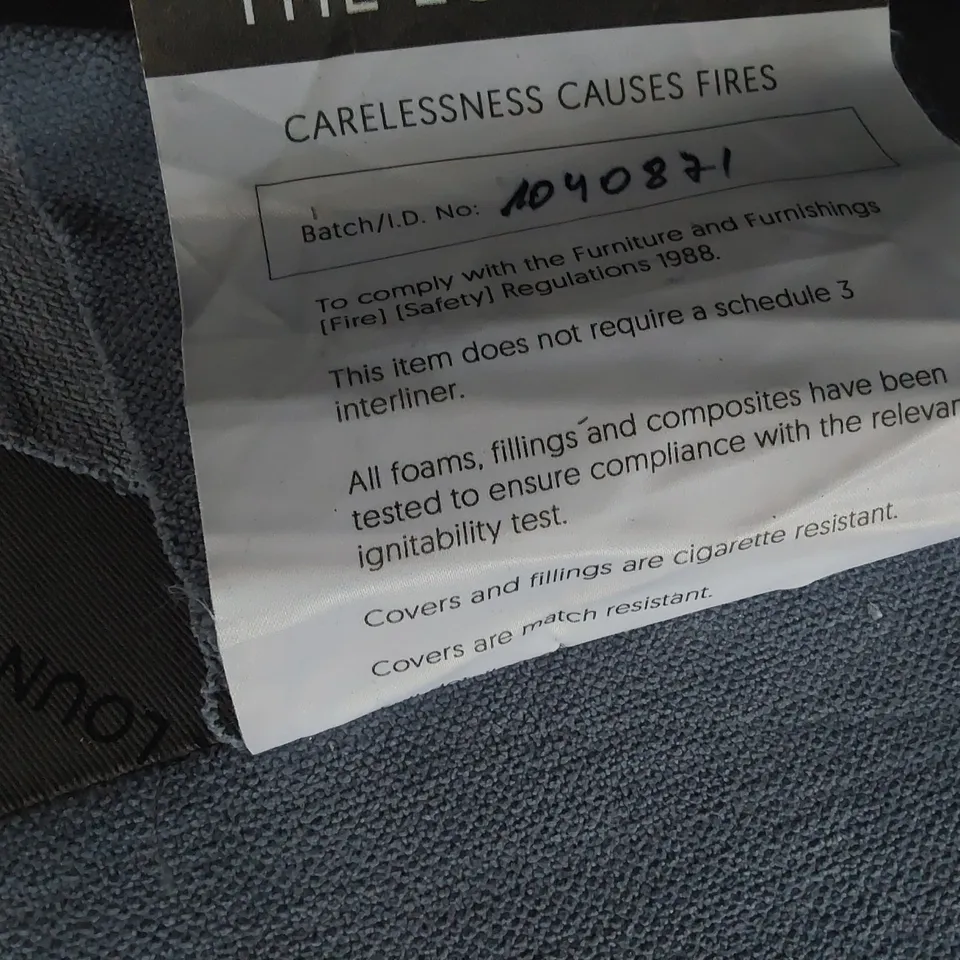 THE
CARELESSNESS CAUSES FIRES
Batch/I.D. No: 1040871
To comply with the Furniture and Furnishings
[Fire] [Safety] Regulations 1988.
This item does not require a schedule 3
interliner.
All foams, fillings and composites have been
tested to ensure compliance with the
ignitability test.
Covers and fillings are cigarette resistant.
Covers are match resistant.